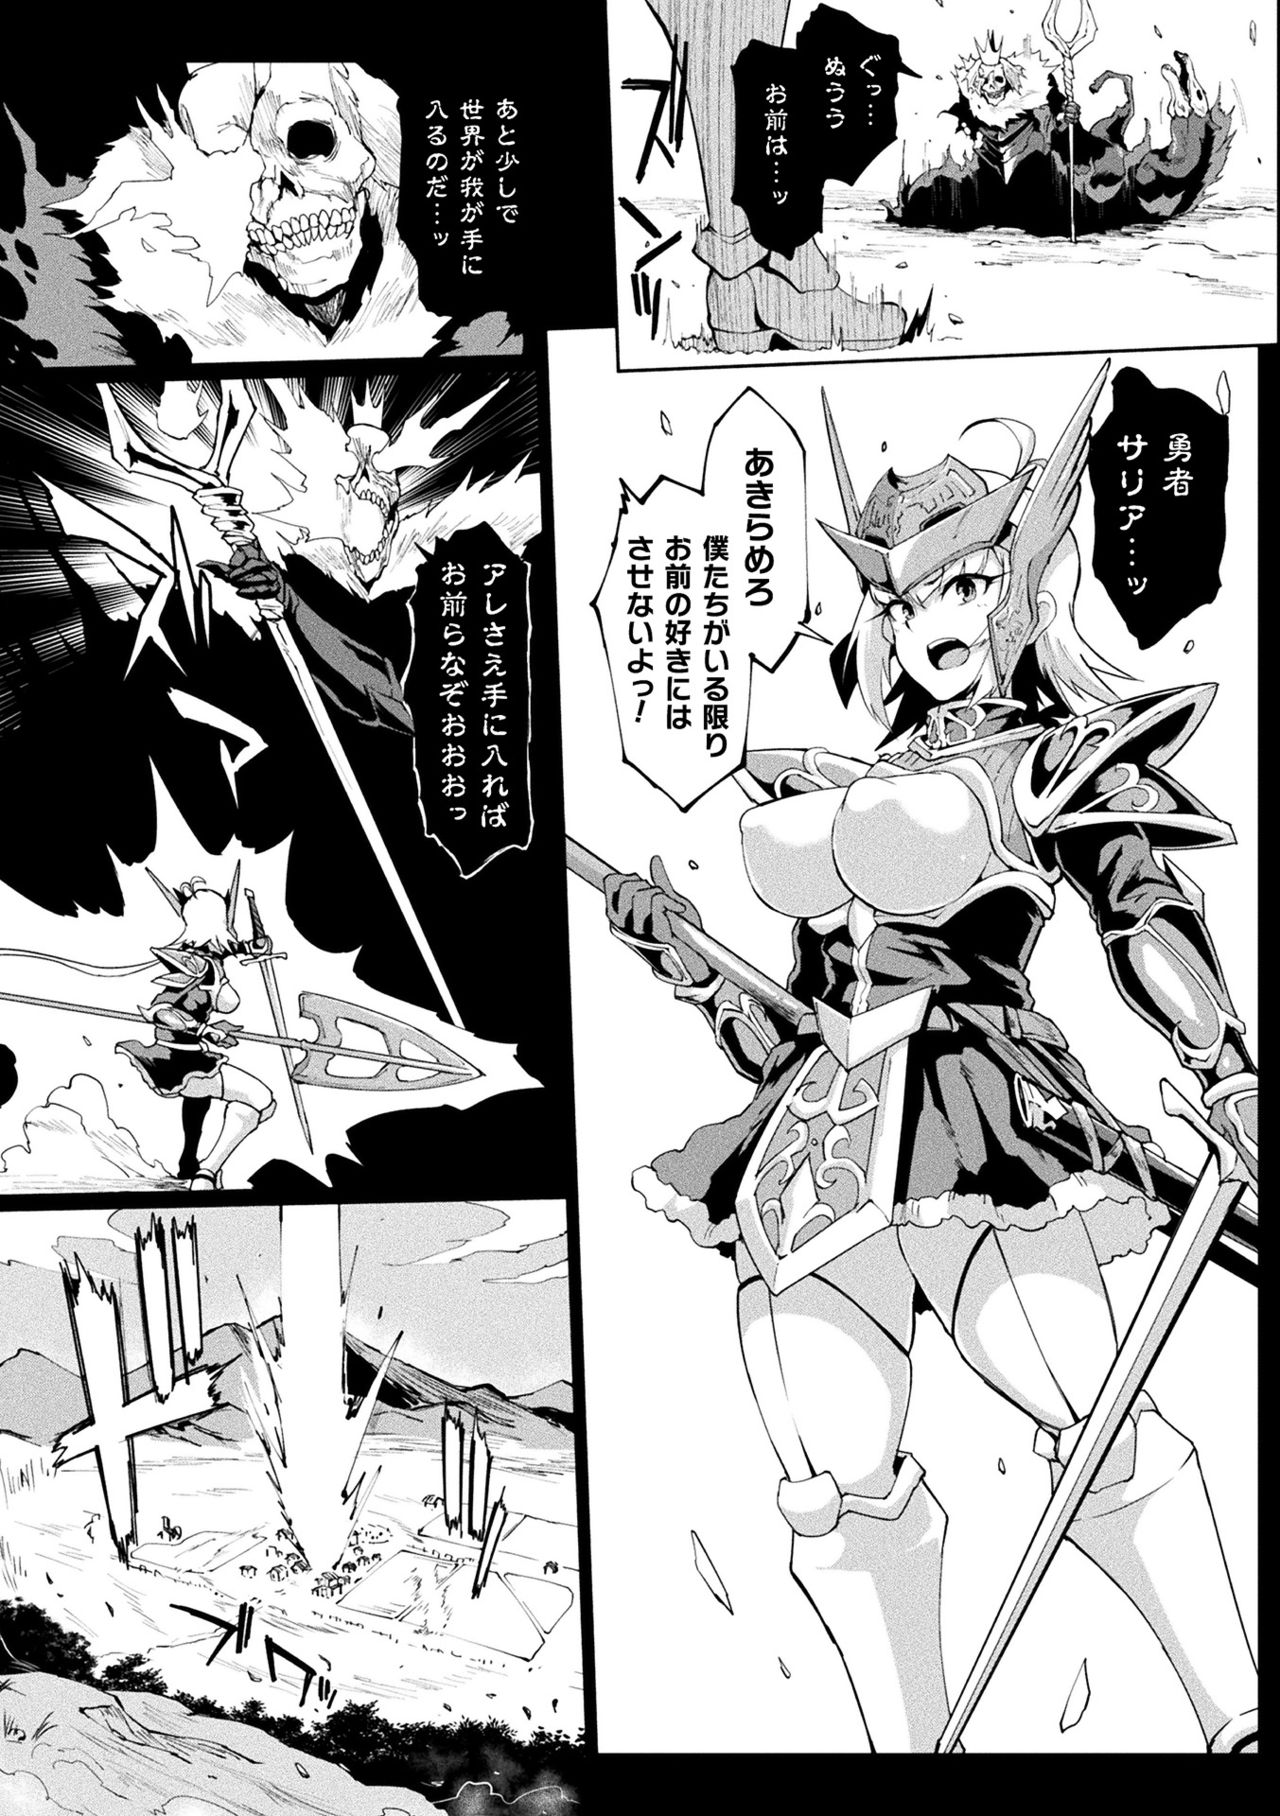 ぐっ…
ぬうう
お前は…ッ
ザッ
勇者
サリア…ッ
あきらめろ
僕たちがいる限り
お前の好きには
させないよっ!
あと少しで
世界が我が手に
入るのだ…ッ
アレさえ手に入れば
お前らなぞおおおっ